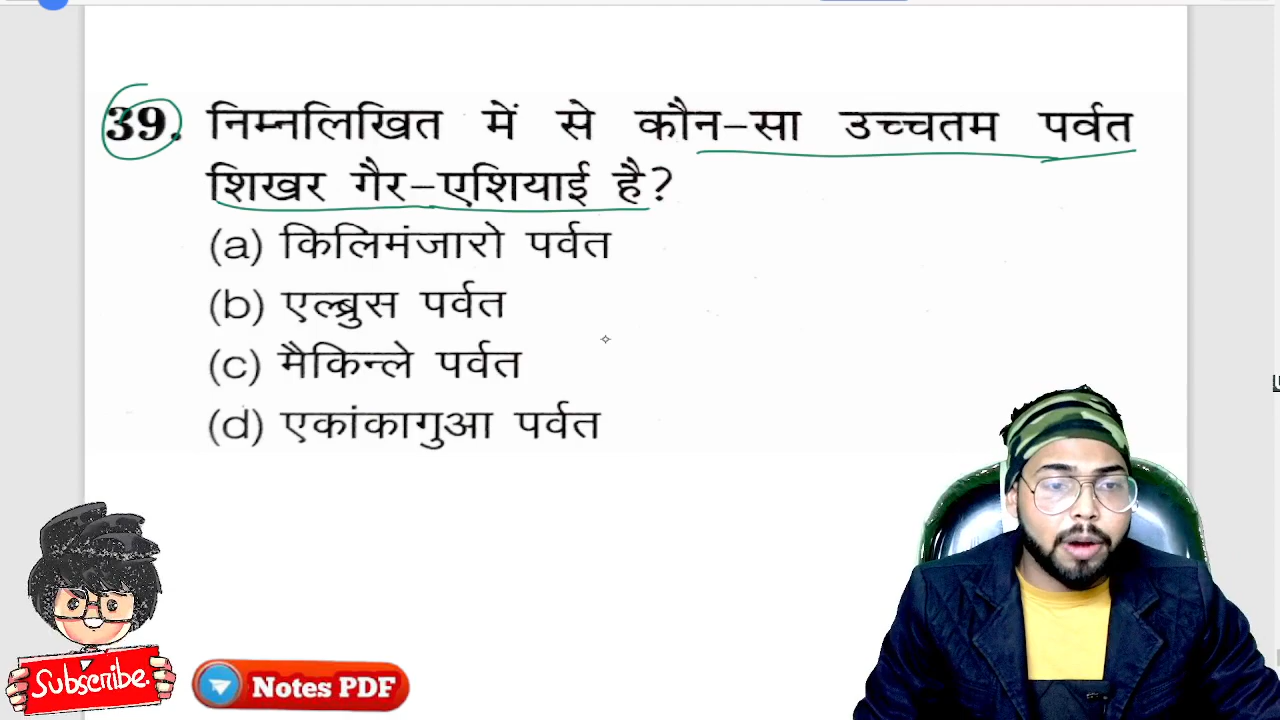 39. निम्नलिखित में से कौन-सा उच्चतम पर्वत
शिखर गैर-एशियाई है?
(a) किलिमंजारो पर्वत
(b) एल्ब्रुस पर्वत
(c) मैकिन्ले पर्वत
(d) एकांकागुआ पर्वत
Subscribe.
Notes PDF